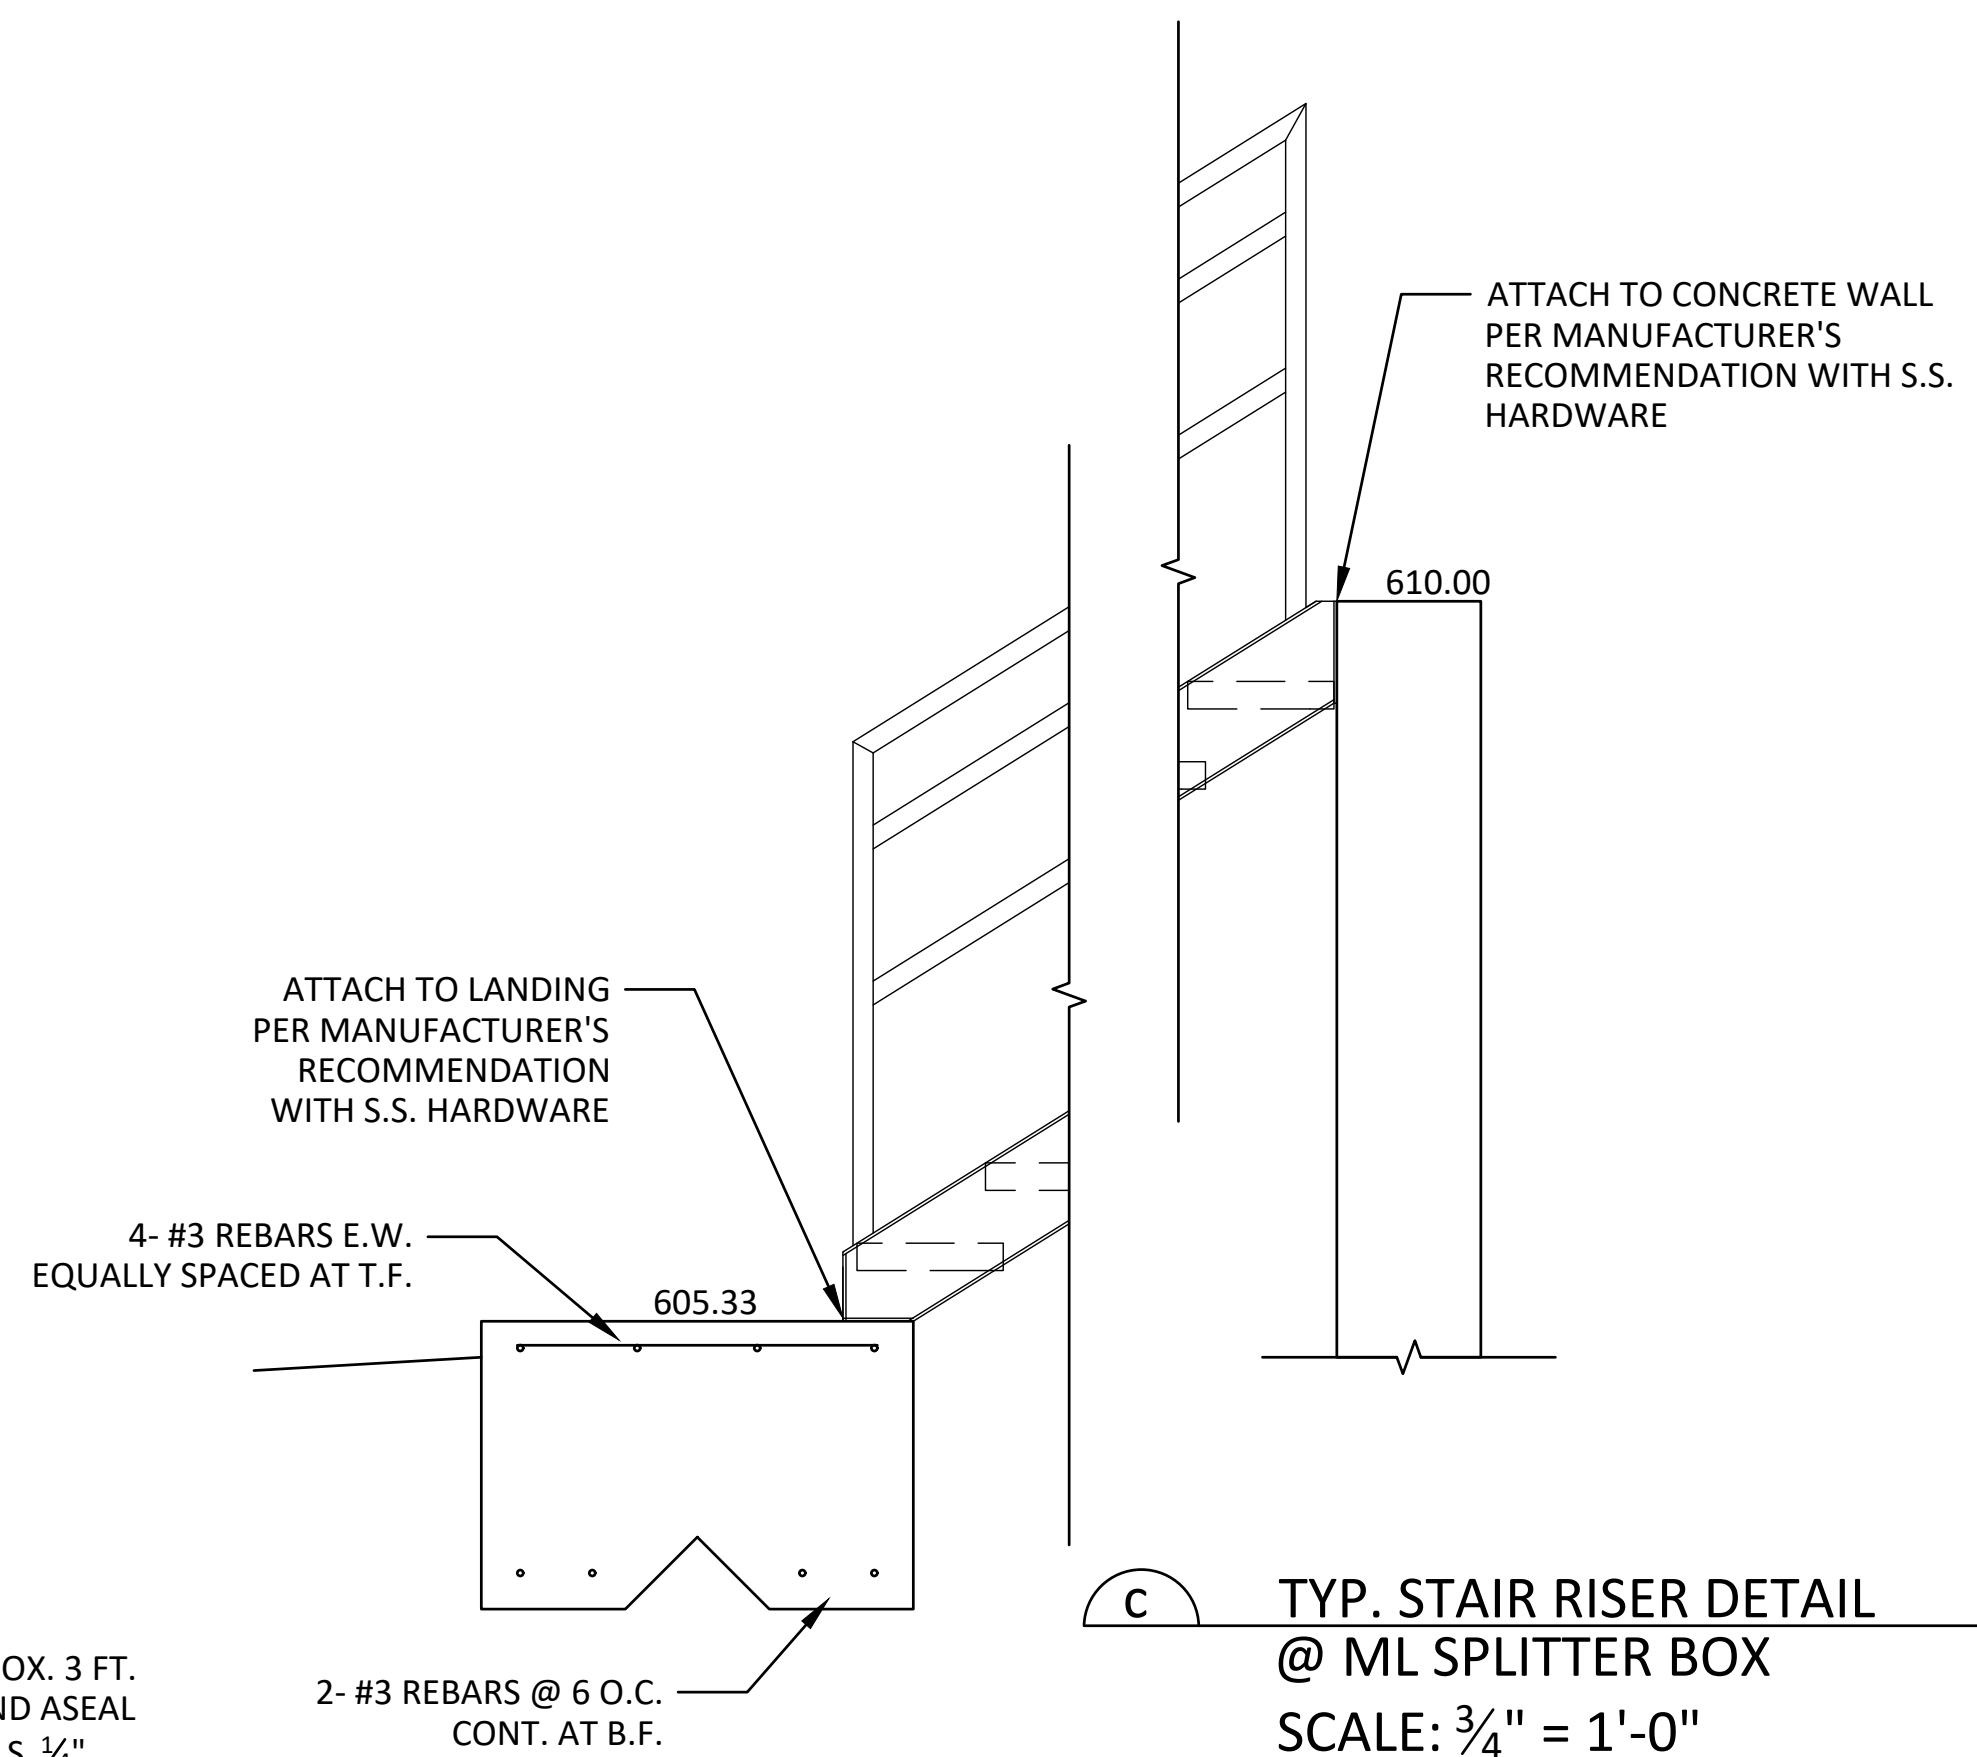 ATTACH TO CONCRETE WALL
PER MANUFACTURER'S
RECOMMENDATION WITH S.S.
HARDWARE
610.00
ATTACH TO LANDING
PER MANUFACTURER'S
RECOMMENDATION
WITH S.S. HARDWARE
4- #3 REBARS E.W.
EQUALLY SPACED AT T.F.
605.33
2- #3 REBARS @ 6 O.C.
CONT. AT B.F.
OX. 3 FT.
ND ASEAL
S. ¼"
C
TYP. STAIR RISER DETAIL
@ ML SPLITTER BOX
SCALE: ¾" = 1'-0"